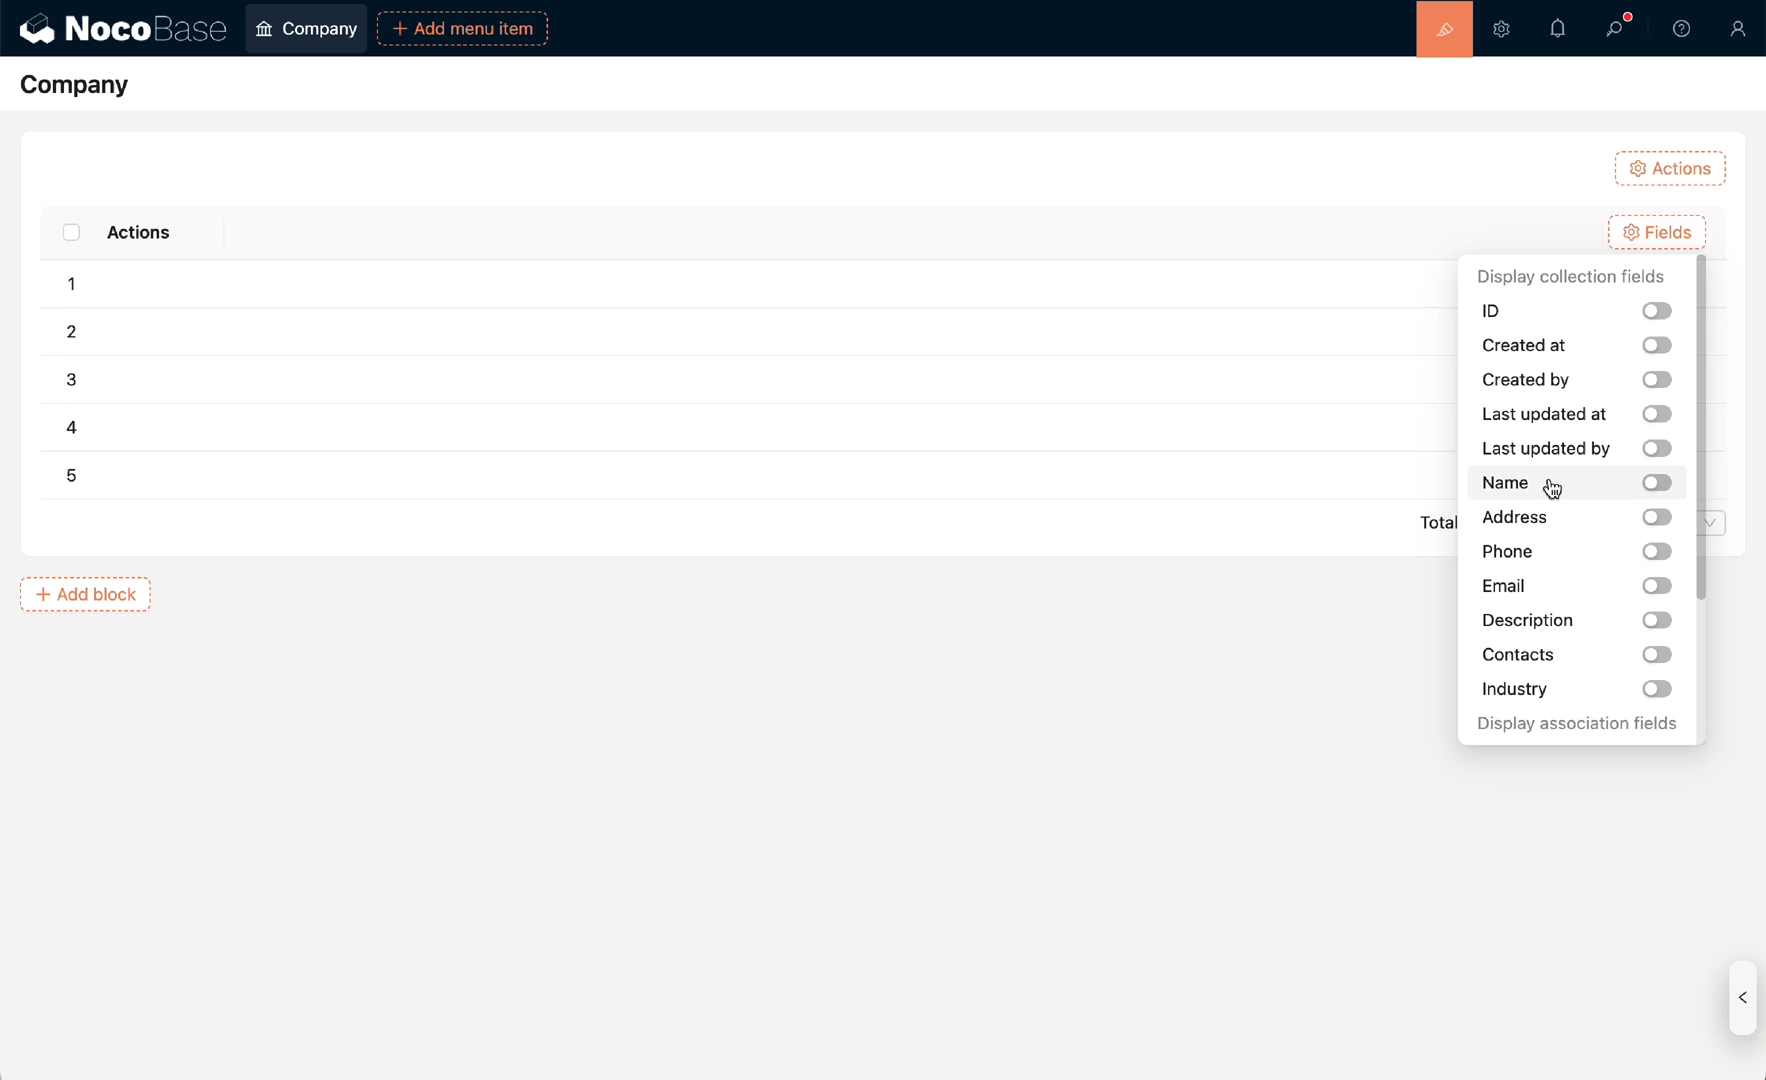 NocoBase
Company
Add menu item
Company
Actions
Actions
Fields
Display collection fields
1
ID
2
Created at
3
Created by
4
Last updated at
5
Last updated by
Name
Total
Address
Phone
Add block
Email
Description
Contacts
Industry
Display association fields